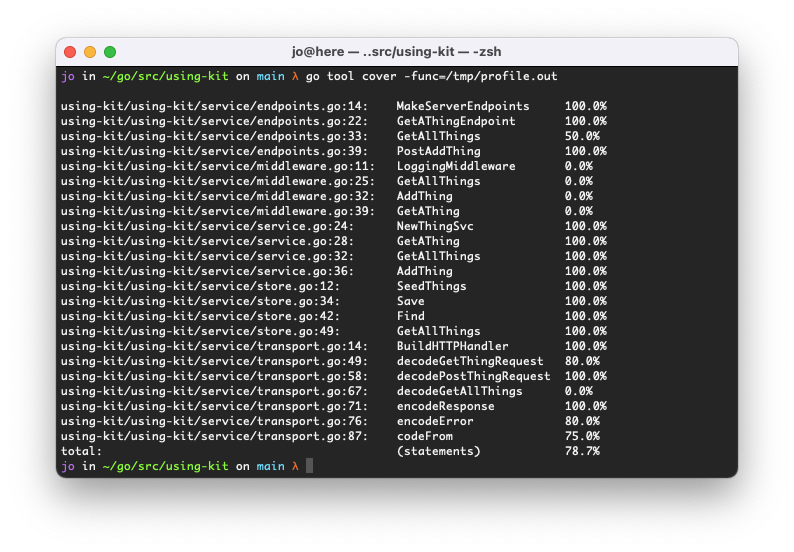 jo@here — ..src/using-kit — -zsh
jo in ~/go/src/using-kit on main λ go tool cover -func=/tmp/profile.out
using-kit/using-kit/service/endpoints.go:14: MakeServerEndpoints 100.0%
using-kit/using-kit/service/endpoints.go:22: GetAThingEndpoint 100.0%
using-kit/using-kit/service/endpoints.go:33: GetAllThings 50.0%
using-kit/using-kit/service/endpoints.go:39: PostAddThing 100.0%
using-kit/using-kit/service/middleware.go:11: LoggingMiddleware 0.0%
using-kit/using-kit/service/middleware.go:25: GetAllThings 0.0%
using-kit/using-kit/service/middleware.go:32: AddThing 0.0%
using-kit/using-kit/service/middleware.go:39: GetAThing 0.0%
using-kit/using-kit/service/service.go:24: NewThingSvc 100.0%
using-kit/using-kit/service/service.go:28: GetAThing 100.0%
using-kit/using-kit/service/service.go:32: GetAllThings 100.0%
using-kit/using-kit/service/service.go:36: AddThing 100.0%
using-kit/using-kit/service/store.go:12: SeedThings 100.0%
using-kit/using-kit/service/store.go:34: Save 100.0%
using-kit/using-kit/service/store.go:42: Find 100.0%
using-kit/using-kit/service/store.go:49: GetAllThings 100.0%
using-kit/using-kit/service/transport.go:14: BuildHTTPHandler 100.0%
using-kit/using-kit/service/transport.go:49: decodeGetThingRequest 80.0%
using-kit/using-kit/service/transport.go:58: decodePostThingRequest 100.0%
using-kit/using-kit/service/transport.go:67: decodeGetAllThings 0.0%
using-kit/using-kit/service/transport.go:71: encodeResponse 100.0%
using-kit/using-kit/service/transport.go:76: encodeError 80.0%
using-kit/using-kit/service/transport.go:87: codeFrom 75.0%
total: (statements) 78.7%
jo in ~/go/src/using-kit on main λ